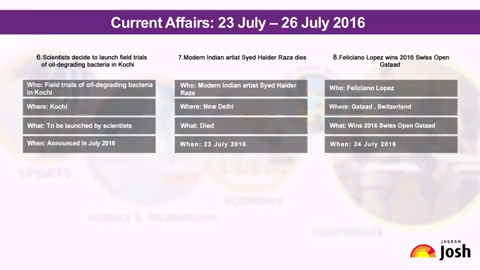 Current Affairs: 23 July – 26 July 2016
6.Scientists decide to launch field trials
of oil-degrading bacteria in Kochi
Who: Field trials of oil-degrading bacteria
in Kochi
Where: Kochi
What: To be launched by scientists
When: Announced in July 2016
7.Modern Indian artist Syed Haider Raza dies
Who: Modern Indian artist Syed Haider
Raza
Where: New Delhi
What: Died
When: 23 July 2016
8.Feliciano Lopez wins 2016 Swiss Open
Gstaad
Who: Feliciano Lopez
Where: Gstaad , Switzerland
What: Wins 2016 Swiss Open Gstaad
When: 24 July 2016
SPORTS
SCIENCE & TECHNOLOGY
ECONOMY
CORPORATE
JAGRAN
Josh